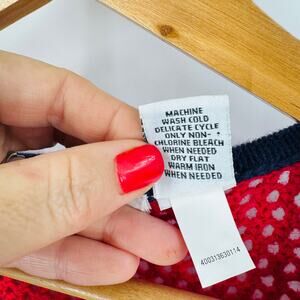 MACHINE
WASH COLD
DELICATE CYCLE
ONLY NON-
CHLORINE BLEACH
WHEN NEEDED
DRY FLAT
WARM IRON
WHEN NEEDED
400313630114